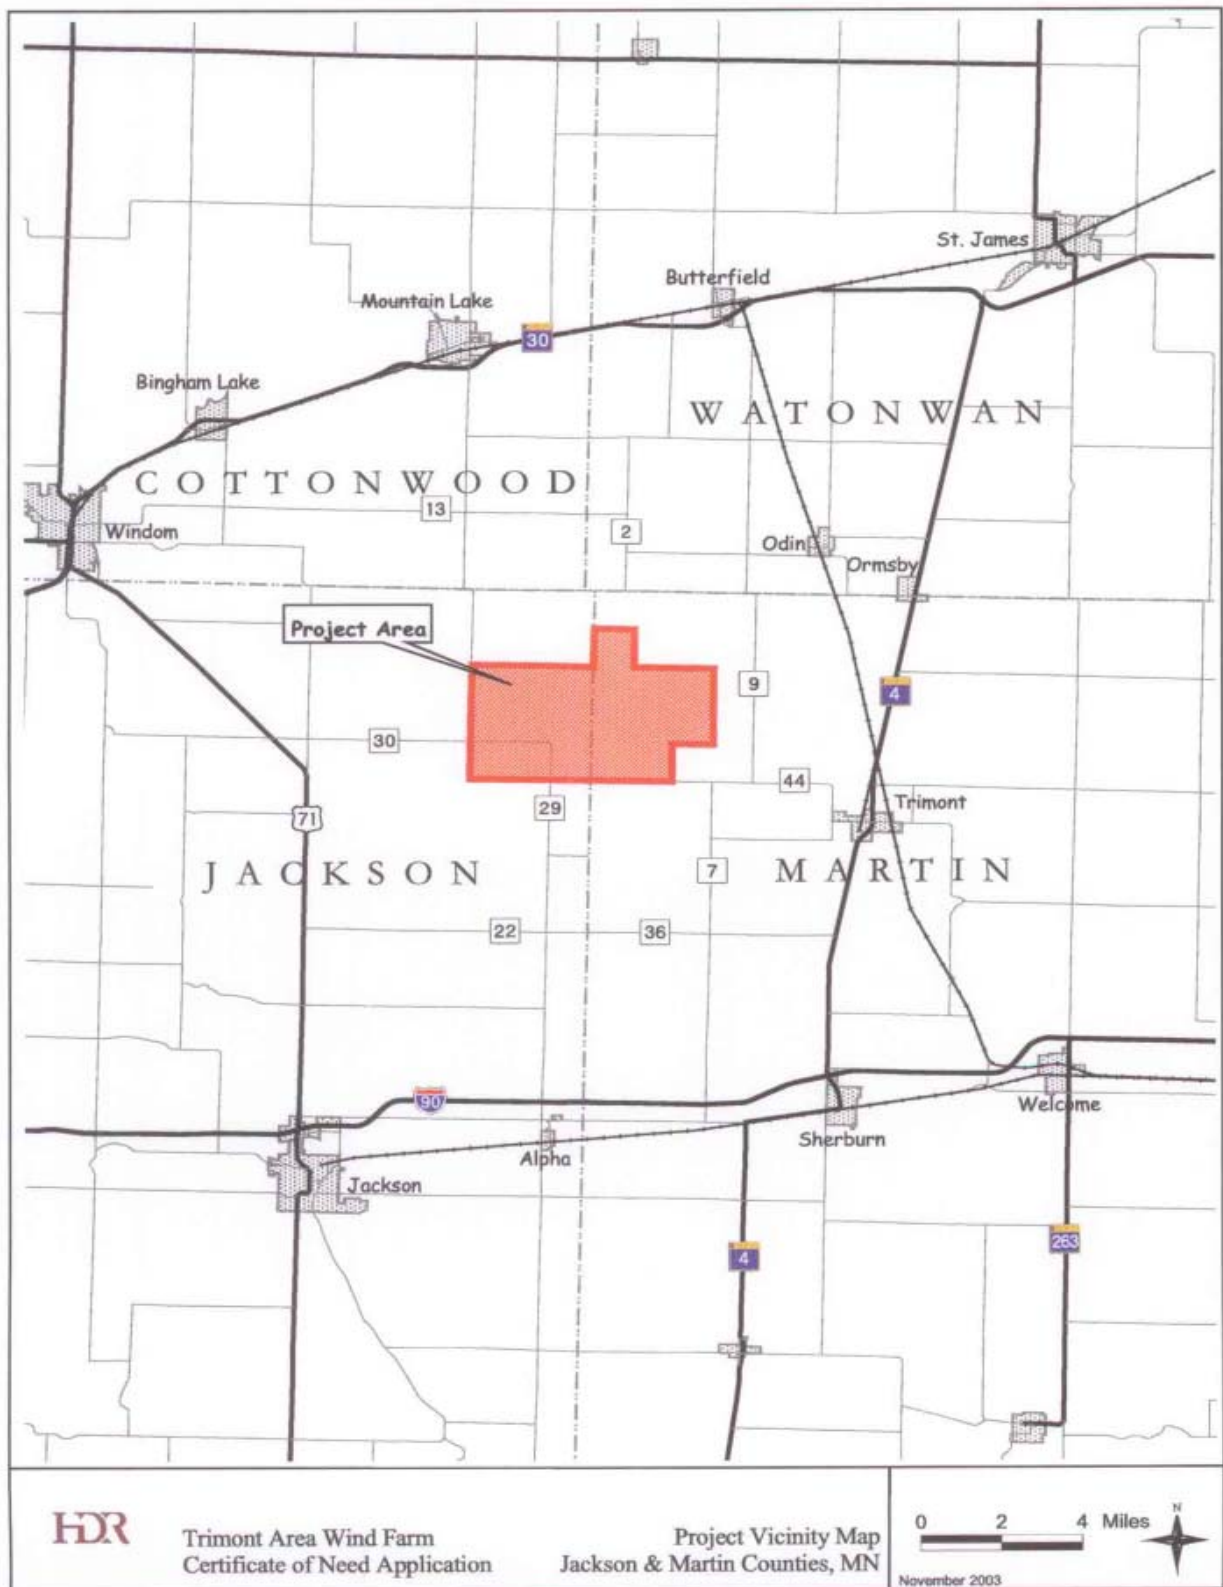 St. James
Butterfield
Mountain Lake
30
Bingham Lake
WATONWAN
COTTONWOOD
13
2
Windom
Odin
Ormsby
Project Area
9
4
30
44
29
Trimont
71
JACKSON
7
MARTIN
22
36
90
Welcome
Sherburn
Alpha
Jackson
4
263
HDR
Trimont Area Wind Farm
Certificate of Need Application
Project Vicinity Map
Jackson & Martin Counties, MN
0 2 4 Miles
N
November 2003